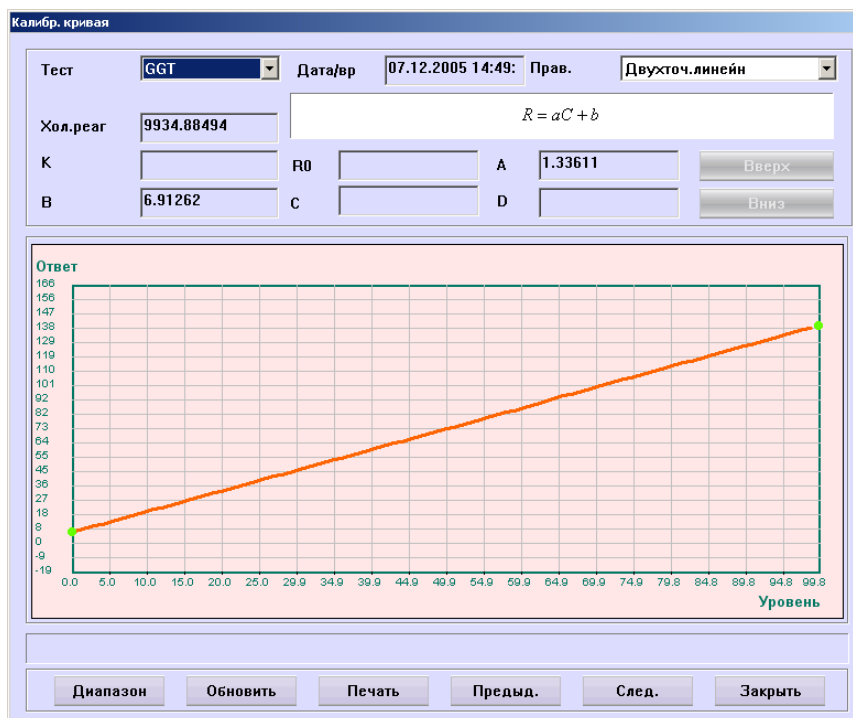 Калибр. кривая
Тест GGT Дата/вр 07.12.2005 14:49: Прав. Двухточ.линейн
Хол.реаг 9934.88494 R = aC + b
K R0 A 1.33611 Вверх
B 6.91262 C D Вниз
Ответ
166
156
147
138
129
119
110
101
92
82
73
64
55
45
36
27
18
8
0
-9
-19
0.0 5.0 10.0 15.0 20.0 25.0 29.9 34.9 39.9 44.9 49.9 54.9 59.9 64.9 69.9 74.9 79.8 84.8 89.8 94.8 99.8
Уровень
Диапазон Обновить Печать Предыд. След. Закрыть